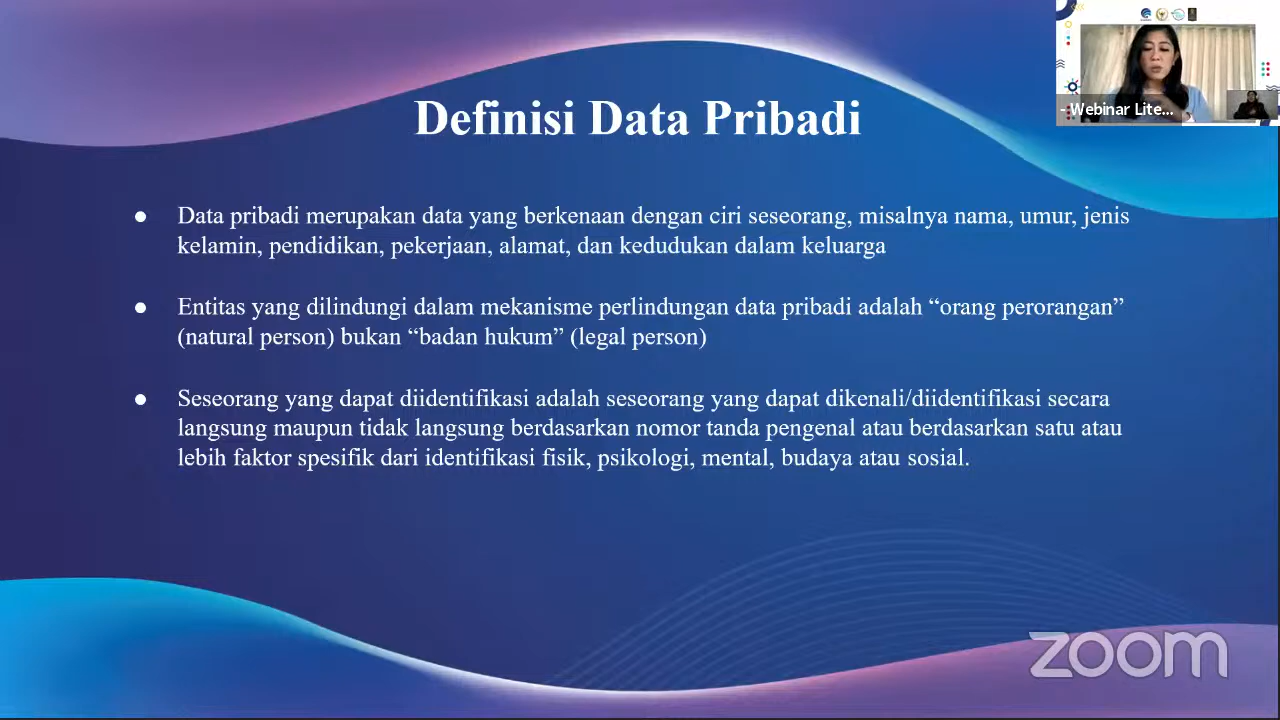 Definisi Data Pribadi
- Webinar Lite...
● Data pribadi merupakan data yang berkenaan dengan ciri seseorang, misalnya nama, umur, jenis
kelamin, pendidikan, pekerjaan, alamat, dan kedudukan dalam keluarga
● Entitas yang dilindungi dalam mekanisme perlindungan data pribadi adalah “orang perorangan”
(natural person) bukan “badan hukum” (legal person)
● Seseorang yang dapat diidentifikasi adalah seseorang yang dapat dikenali/diidentifikasi secara
langsung maupun tidak langsung berdasarkan nomor tanda pengenal atau berdasarkan satu atau
lebih faktor spesifik dari identifikasi fisik, psikologi, mental, budaya atau sosial.
zoom